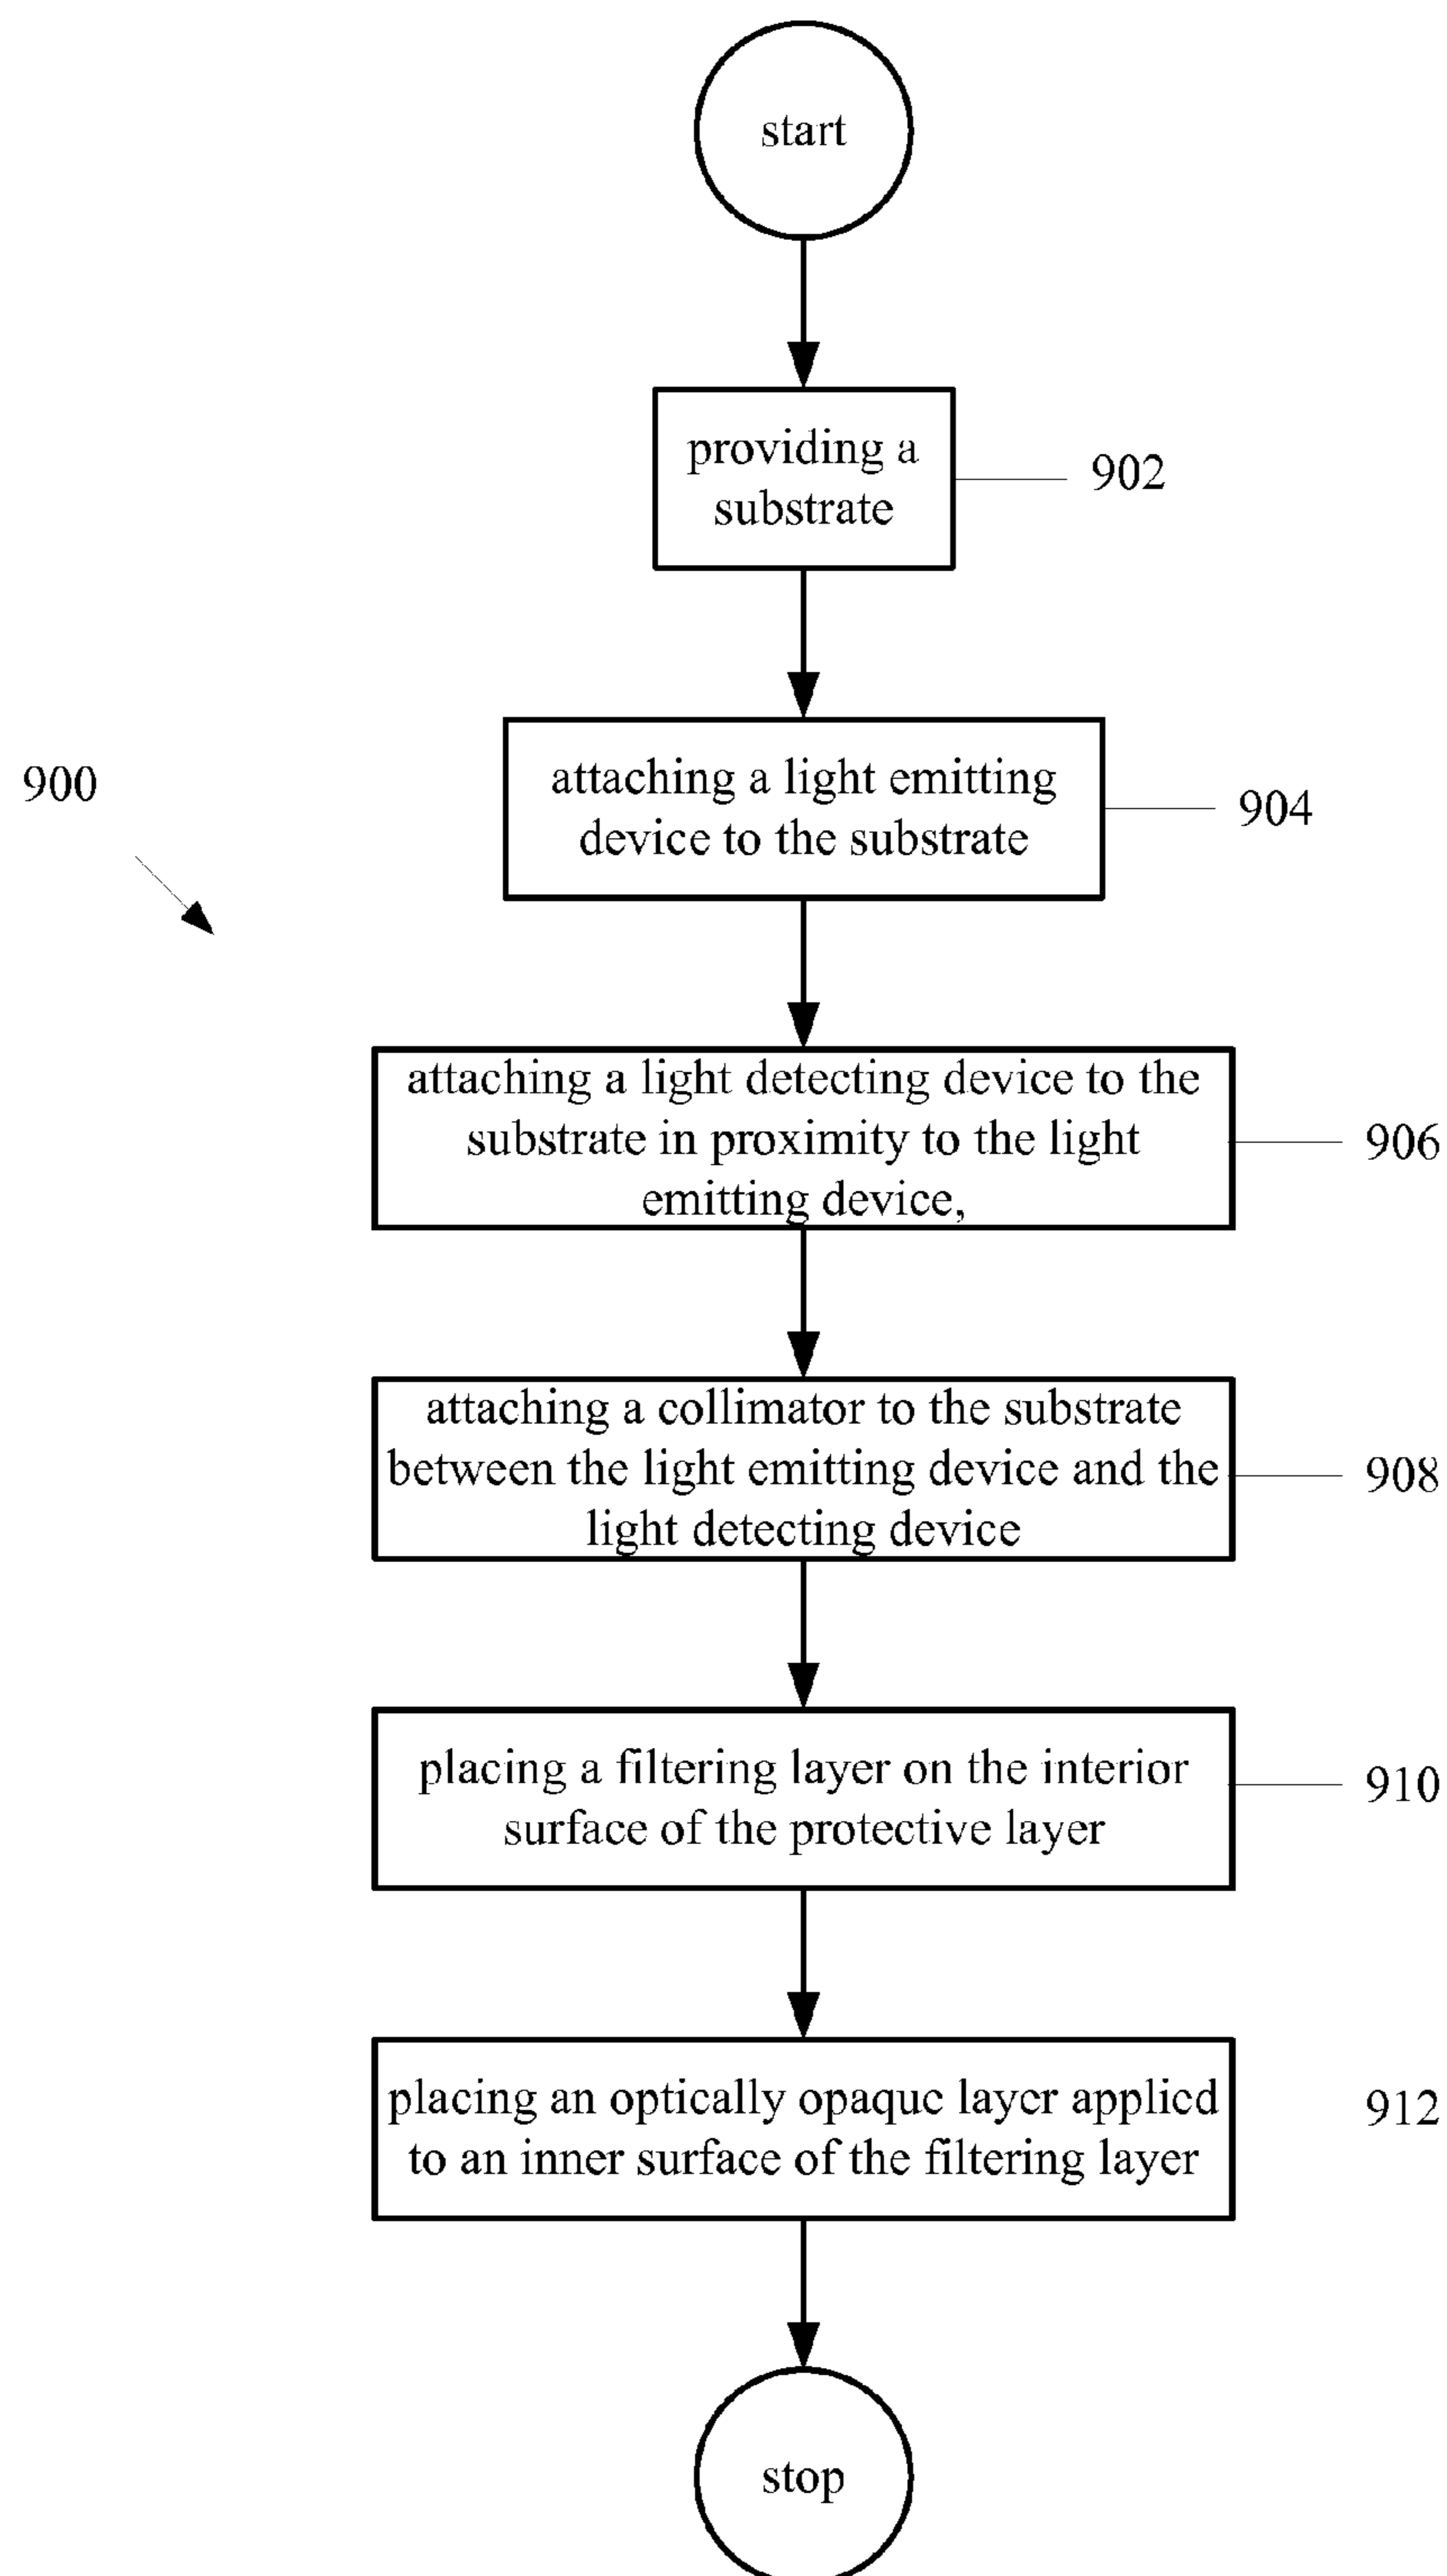 start
providing a
substrate
902
attaching a light emitting
device to the substrate
904
900
attaching a light detecting device to the
substrate in proximity to the light
emitting device,
906
attaching a collimator to the substrate
between the light emitting device and the
light detecting device
908
placing a filtering layer on the interior
surface of the protective layer
910
placing an optically opaque layer applied
to an inner surface of the filtering layer
912
stop